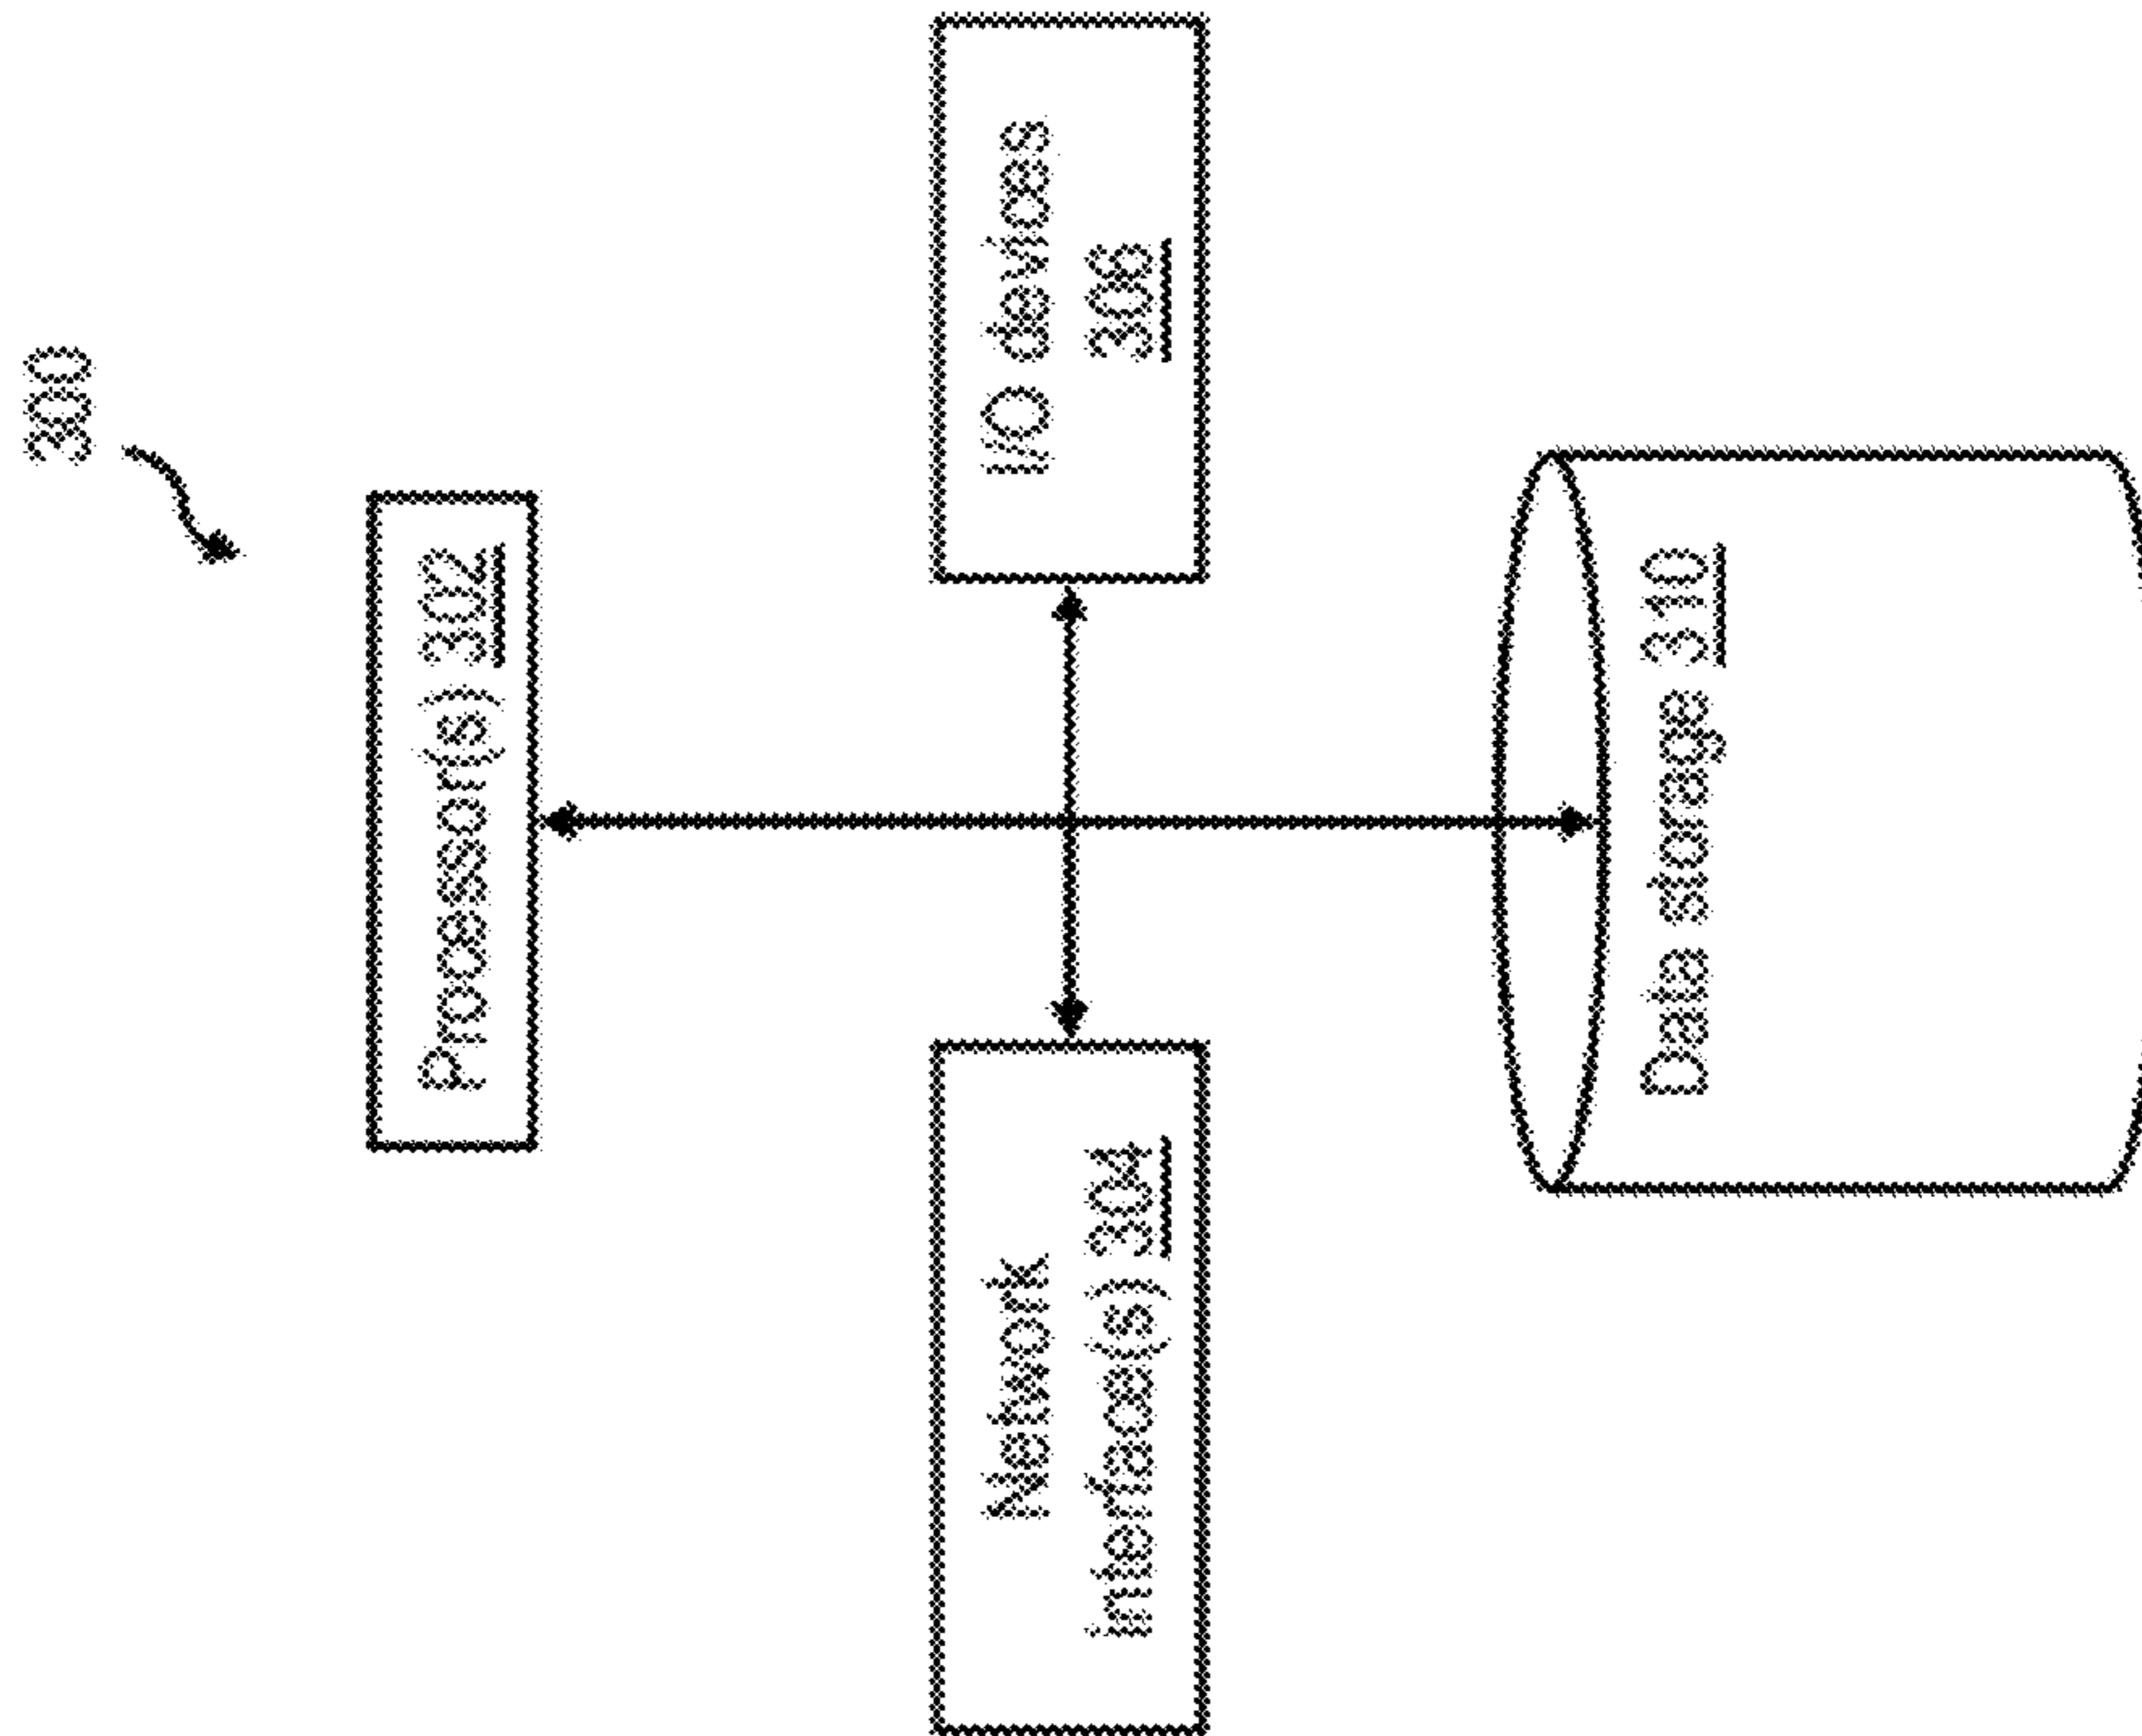 300
Processor(s) 302
Network
interface(s) 304
I/O devices
306
Data storage 310